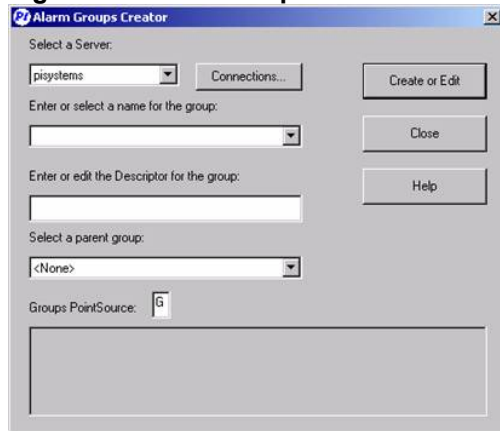 PI Alarm Groups Creator
Select a Server:
pisystems
Connections...
Create or Edit
Enter or select a name for the group:
Close
Enter or edit the Descriptor for the group:
Help
Select a parent group:
<None>
Groups PointSource: G